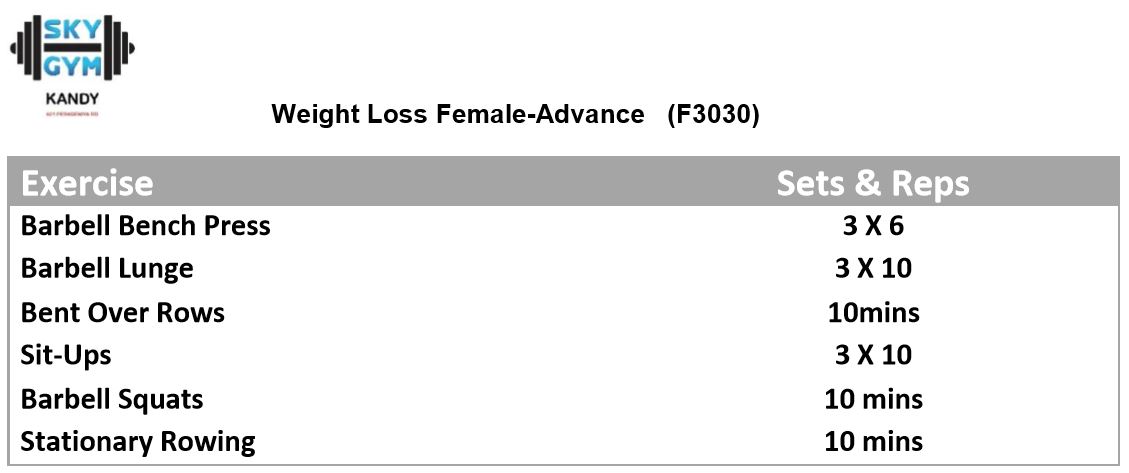 SKY
GYM
KANDY
Weight Loss Female-Advance (F3030)
Exercise Sets & Reps
Barbell Bench Press 3 X 6
Barbell Lunge 3 X 10
Bent Over Rows 10mins
Sit-Ups 3 X 10
Barbell Squats 10 mins
Stationary Rowing 10 mins